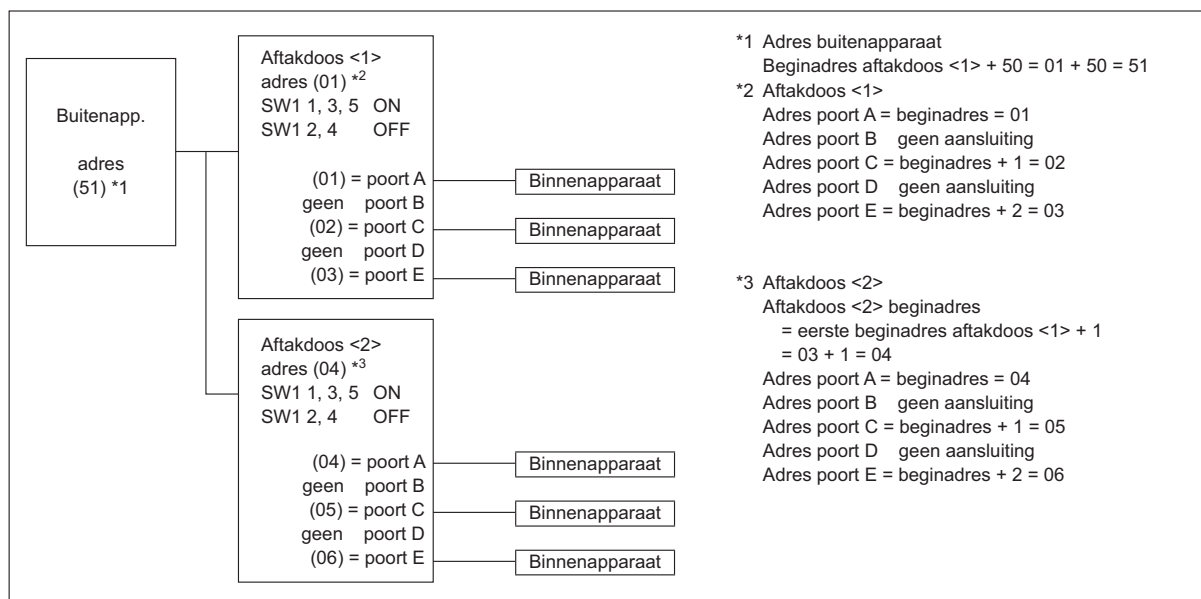 Buitenapp.
adres
(51) *1
Aftakdoos <1>
adres (01) *2
SW1 1, 3, 5 ON
SW1 2, 4 OFF
(01) = poort A
geen poort B
(02) = poort C
geen poort D
(03) = poort E
Binnenapparaat
Binnenapparaat
Binnenapparaat
Aftakdoos <2>
adres (04) *3
SW1 1, 3, 5 ON
SW1 2, 4 OFF
(04) = poort A
geen poort B
(05) = poort C
geen poort D
(06) = poort E
Binnenapparaat
Binnenapparaat
Binnenapparaat
*1 Adres buitenapparaat
Beginadres aftakdoos <1> + 50 = 01 + 50 = 51
*2 Aftakdoos <1>
Adres poort A = beginadres = 01
Adres poort B geen aansluiting
Adres poort C = beginadres + 1 = 02
Adres poort D geen aansluiting
Adres poort E = beginadres + 2 = 03
*3 Aftakdoos <2>
Aftakdoos <2> beginadres
= eerste beginadres aftakdoos <1> + 1
= 03 + 1 = 04
Adres poort A = beginadres = 04
Adres poort B geen aansluiting
Adres poort C = beginadres + 1 = 05
Adres poort D geen aansluiting
Adres poort E = beginadres + 2 = 06